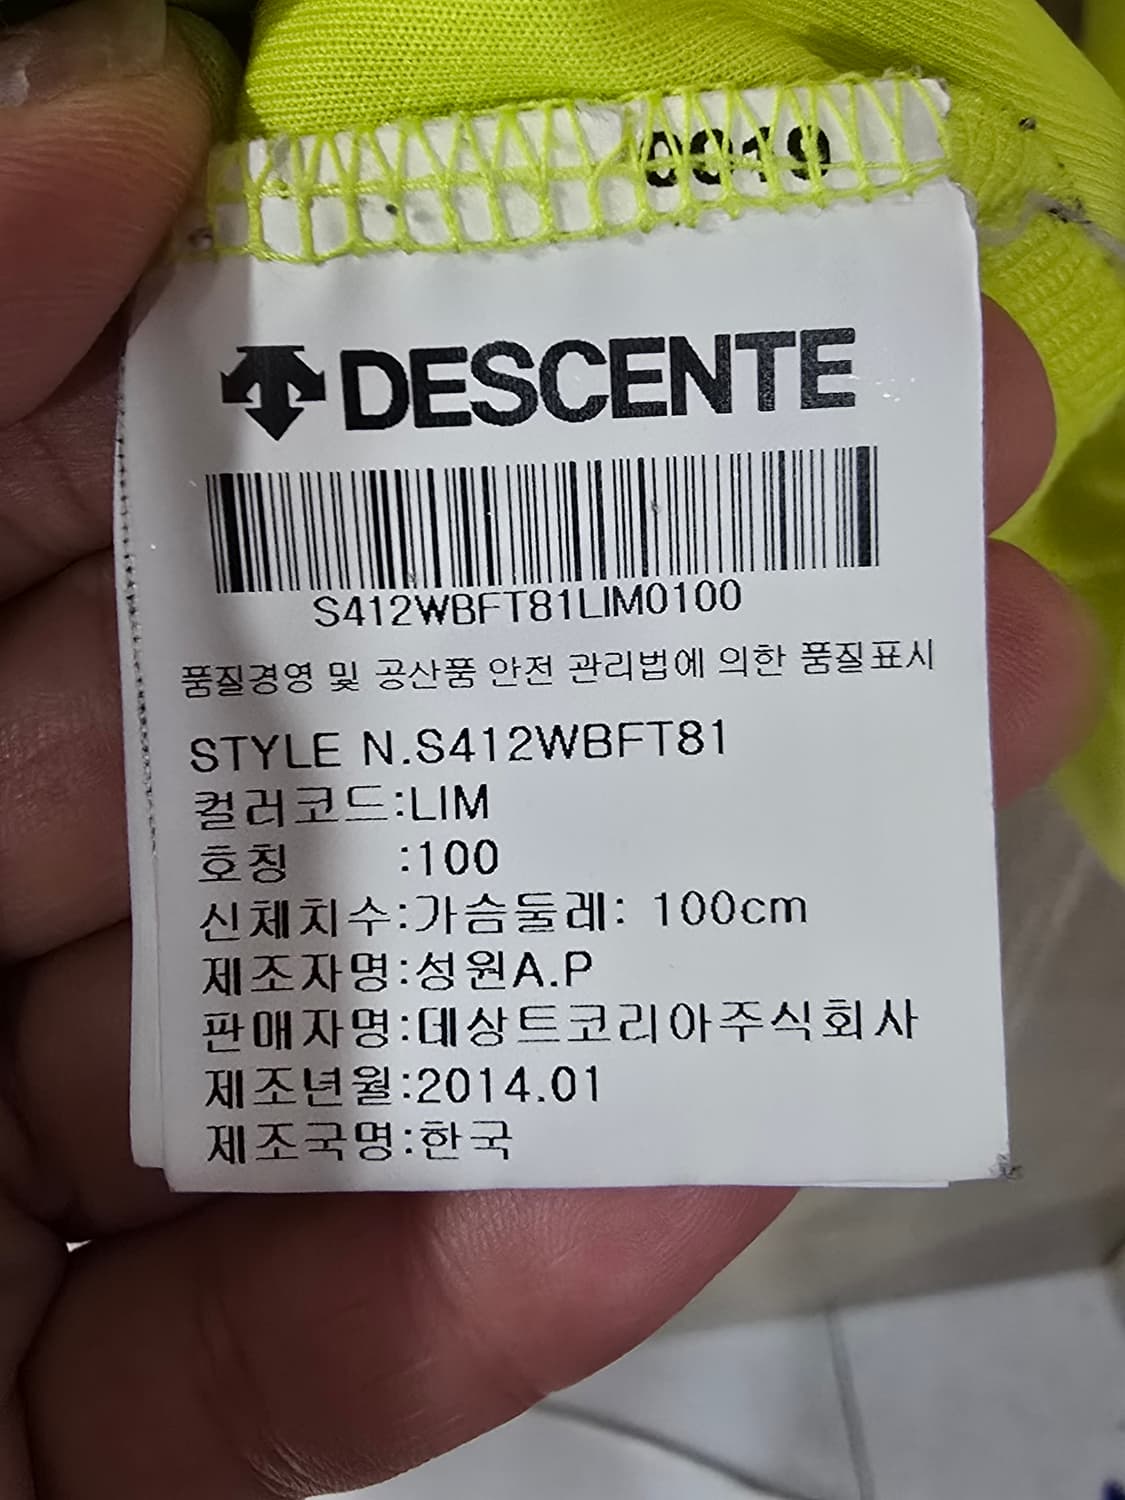 0019
DESCENTE
S412WBFT81LIM0100
품질경영 및 공산품 안전 관리법에 의한 품질표시
STYLE N.S412WBFT81
컬러코드:LIM
호칭 :100
신체치수:가슴둘레: 100cm
제조자명:성원A.P
판매자명:데상트코리아주식회사
제조년월:2014.01
제조국명:한국